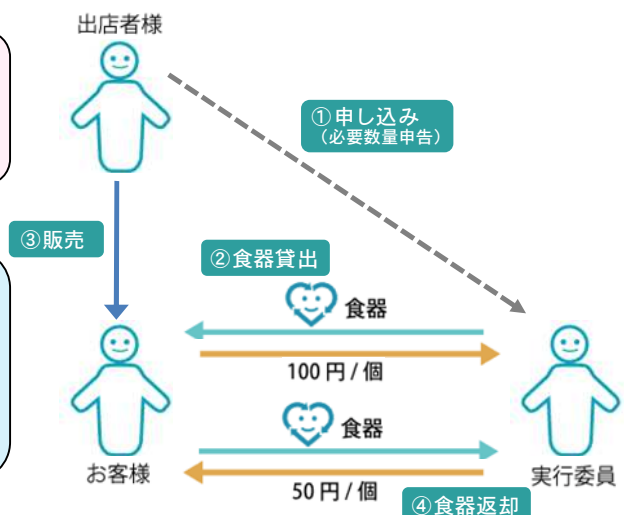 出店者様
①申し込み
（必要数量申告）
③販売
②食器貸出
食器
100円/個
食器
お客様
50円/個
実行委員
④食器返却